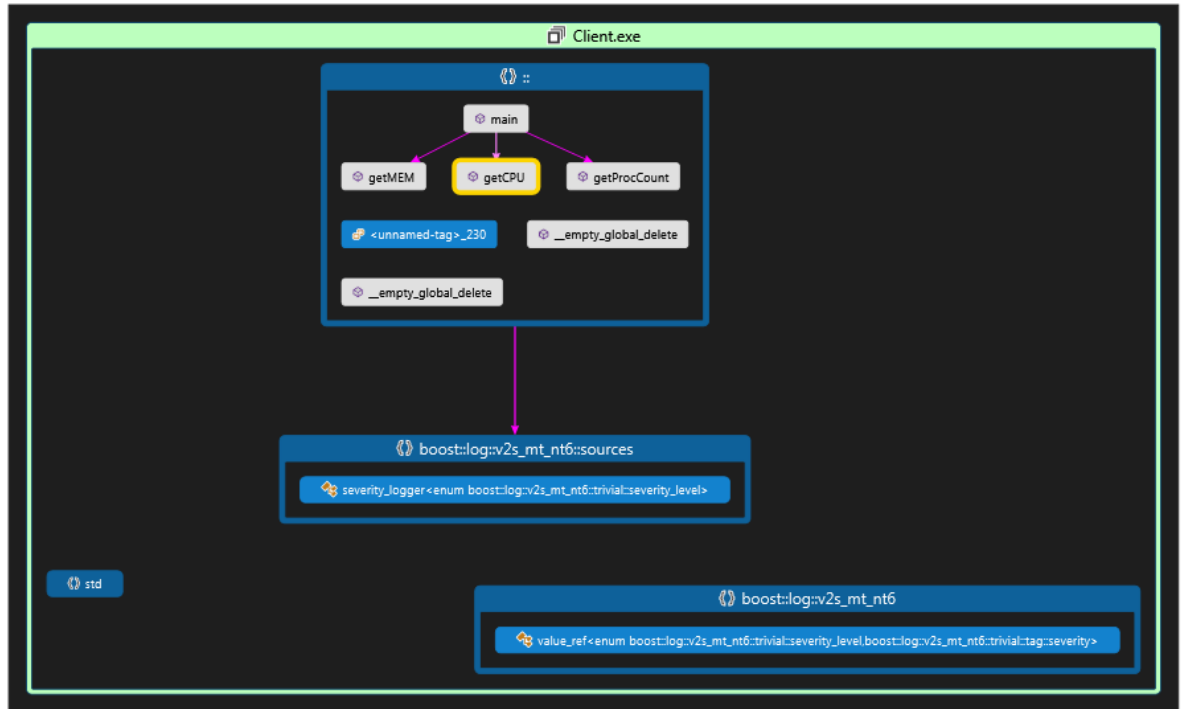 Client.exe
::
main
getMEM
getCPU
getProcCount
<unnamed-tag>_230
__empty_global_delete
__empty_global_delete
boost::log::v2s_mt_nt6::sources
severity_logger<enum boost::log::v2s_mt_nt6::trivial::severity_level>
std
boost::log::v2s_mt_nt6
value_ref<enum boost::log::v2s_mt_nt6::trivial::severity_level,boost::log::v2s_mt_nt6::trivial::tag::severity>